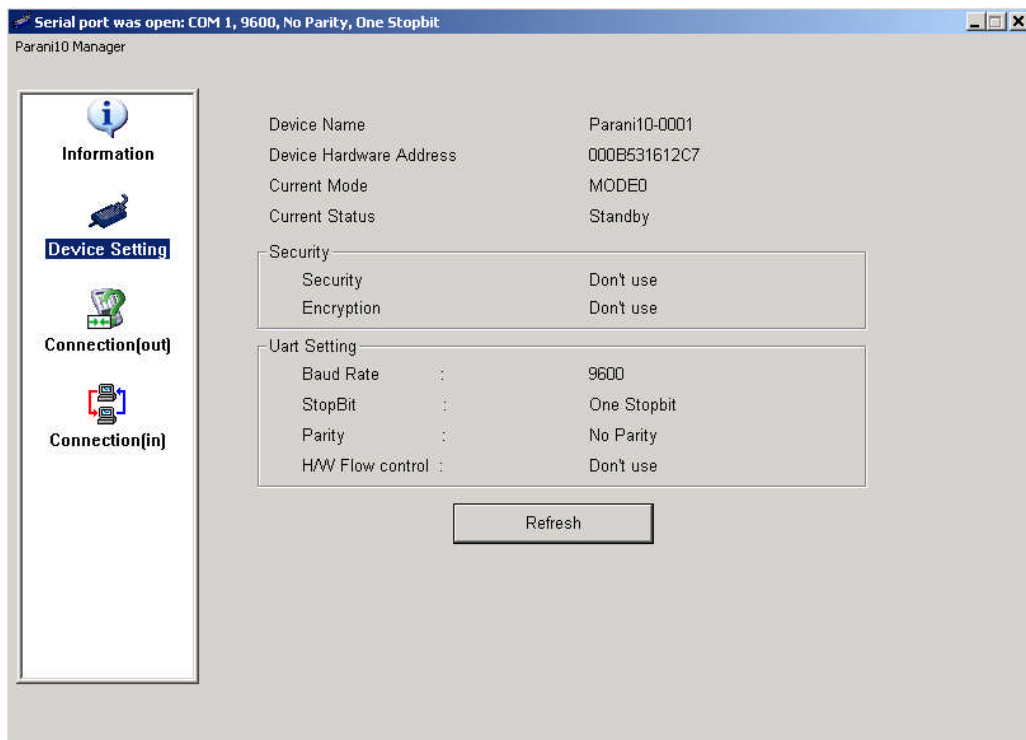 Serial port was open: COM 1, 9600, No Parity, One Stopbit
Parani10 Manager
Information
Device Setting
Connection(out)
Connection(in)
Device Name Parani10-0001
Device Hardware Address 000B531612C7
Current Mode MODE0
Current Status Standby
Security
Security Don't use
Encryption Don't use
Uart Setting
Baud Rate : 9600
StopBit : One Stopbit
Parity : No Parity
H/W Flow control : Don't use
Refresh